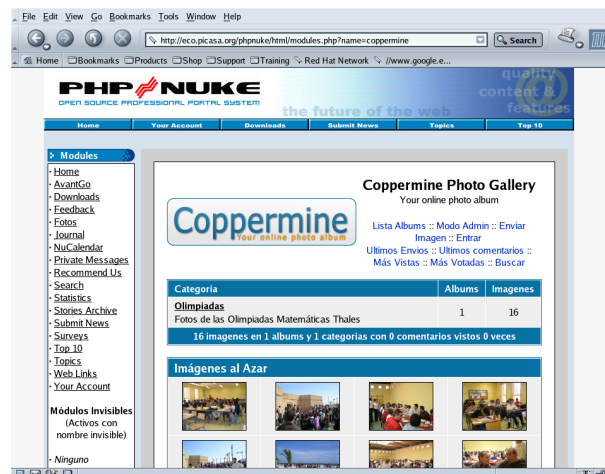 File Edit View Go Bookmarks Tools Window Help
http://eco.picasa.org/phpnuke/html/modules.php?name=coppermine
Search
Home Bookmarks Products Shop Support Training Red Hat Network //www.google.e...
PHP NUKE
OPEN SOURCE PROFESSIONAL PORTAL SYSTEM
the future of the web
quality
content &
features
Home Your Account Downloads Submit News Topics Top 10
Modules
· Home
· AvantGo
· Downloads
· Feedback
· Fotos
· Journal
· NuCalendar
· Private Messages
· Recommend Us
· Search
· Statistics
· Stories Archive
· Submit News
· Surveys
· Top 10
· Topics
· Web Links
· Your Account
Módulos Invisibles
(Activos con
nombre invisible)
· Ninguno
Coppermine
Your online photo album
Coppermine Photo Gallery
Your online photo album
Lista Albums :: Modo Admin :: Enviar
Imagen :: Entrar
Ultimos Envios :: Ultimos comentarios ::
Más Vistas :: Más Votadas :: Buscar
Categoria Albums Imagenes
Olimpiadas
Fotos de las Olimpiadas Matemáticas Thales
1 16
16 imagenes en 1 albums y 1 categorias con 0 comentarios vistos 0 veces
Imágenes al Azar